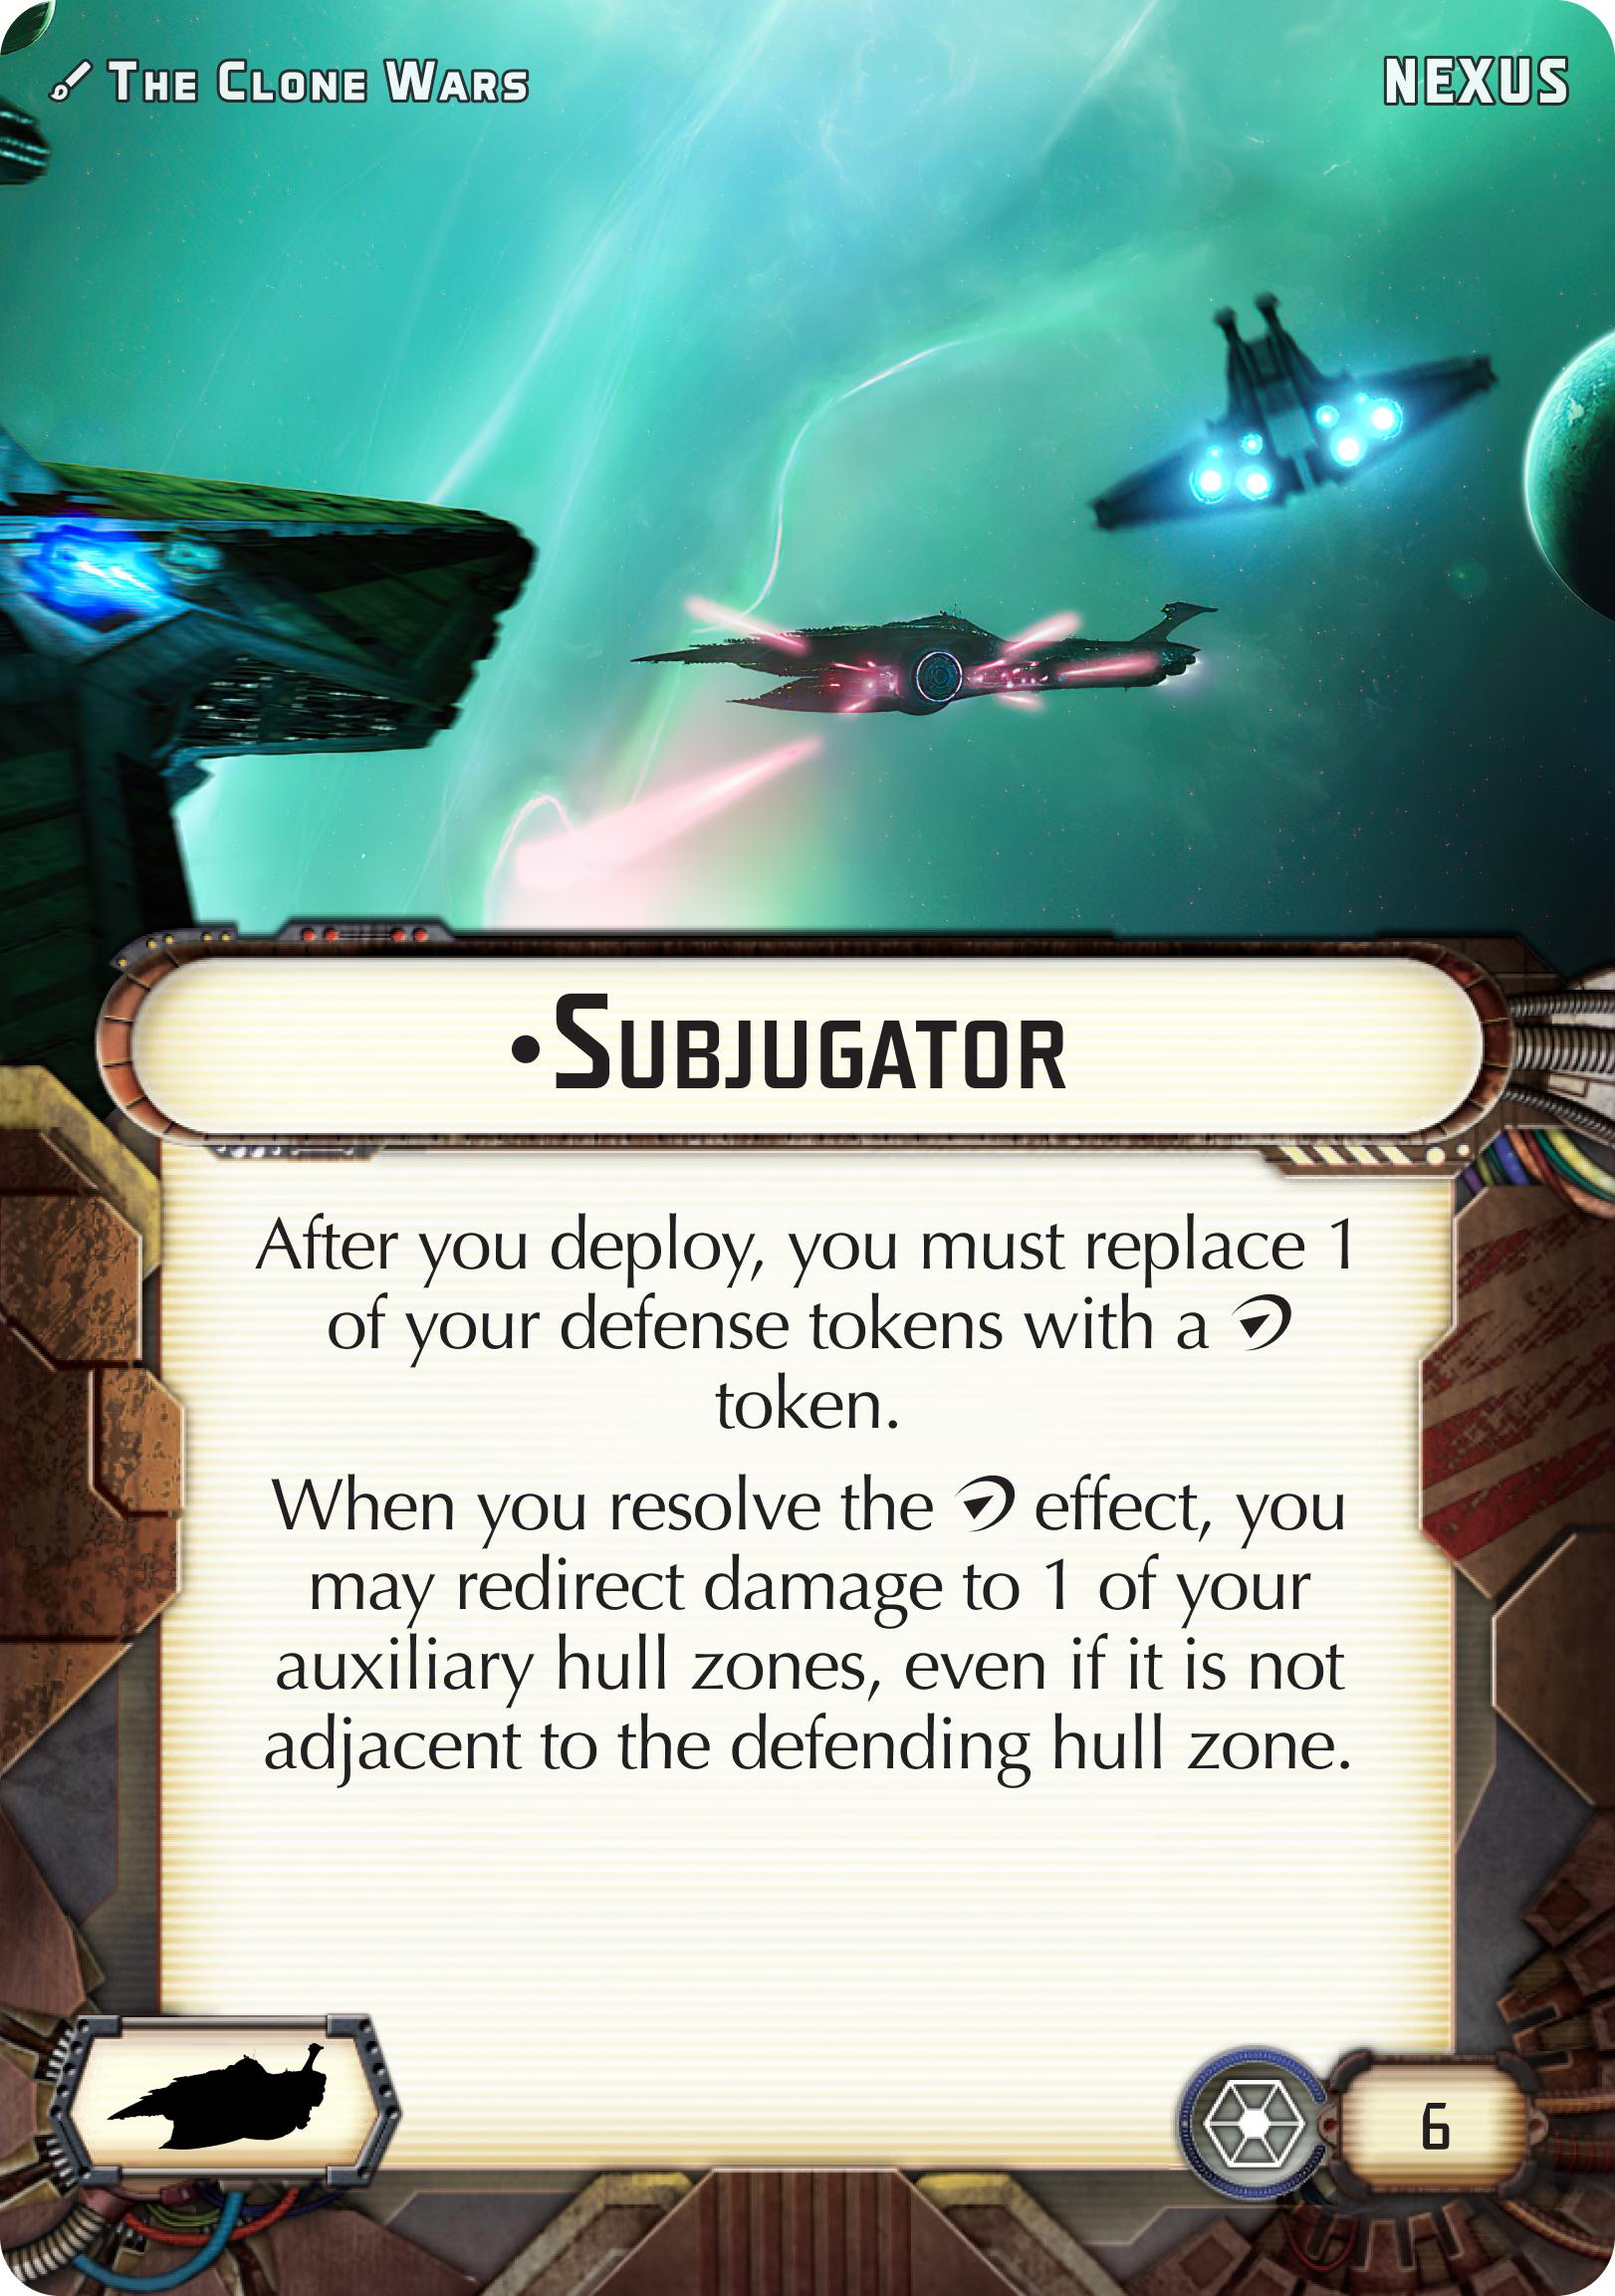 The Clone Wars
NEXUS
•Subjugator
After you deploy, you must replace 1
of your defense tokens with a
token.
When you resolve the effect, you
may redirect damage to 1 of your
auxiliary hull zones, even if it is not
adjacent to the defending hull zone.
6